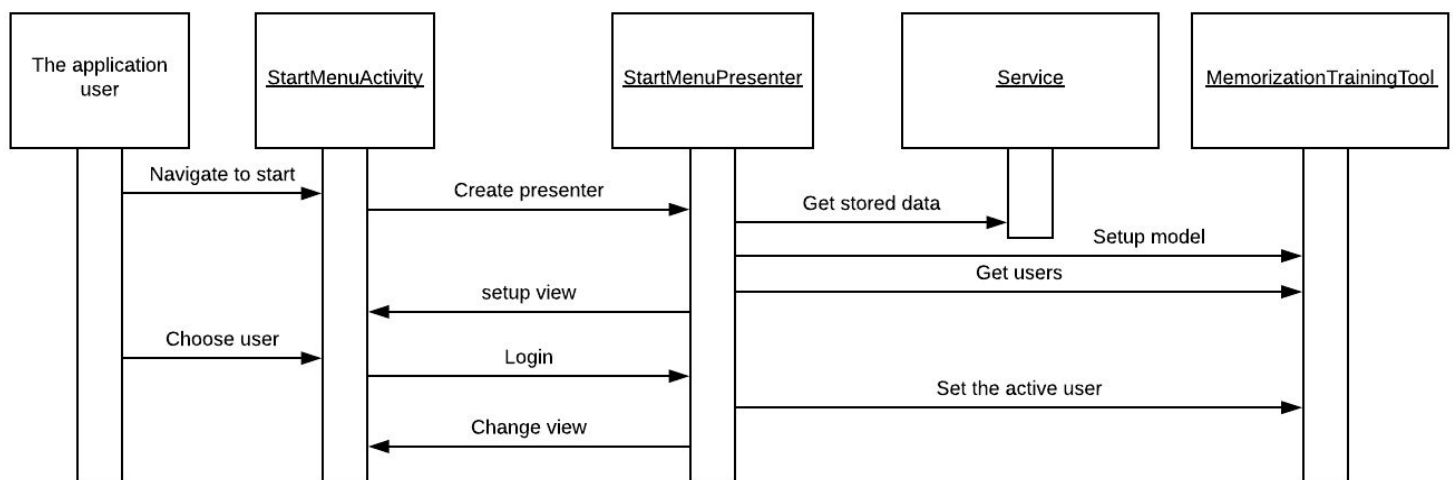 The application
user
StartMenuActivity
StartMenuPresenter
Service
MemorizationTrainingTool
Navigate to start
Create presenter
Get stored data
Setup model
Get users
setup view
Choose user
Login
Set the active user
Change view